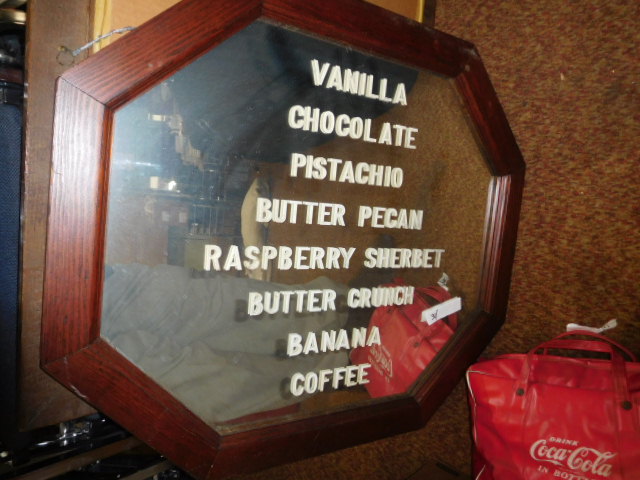 VANILLA
CHOCOLATE
PISTACHIO
BUTTER PECAN
RASPBERRY SHERBET
BUTTER CRUNCH
BANANA
COFFEE
DRINK
Coca-Cola
IN BOTTLES